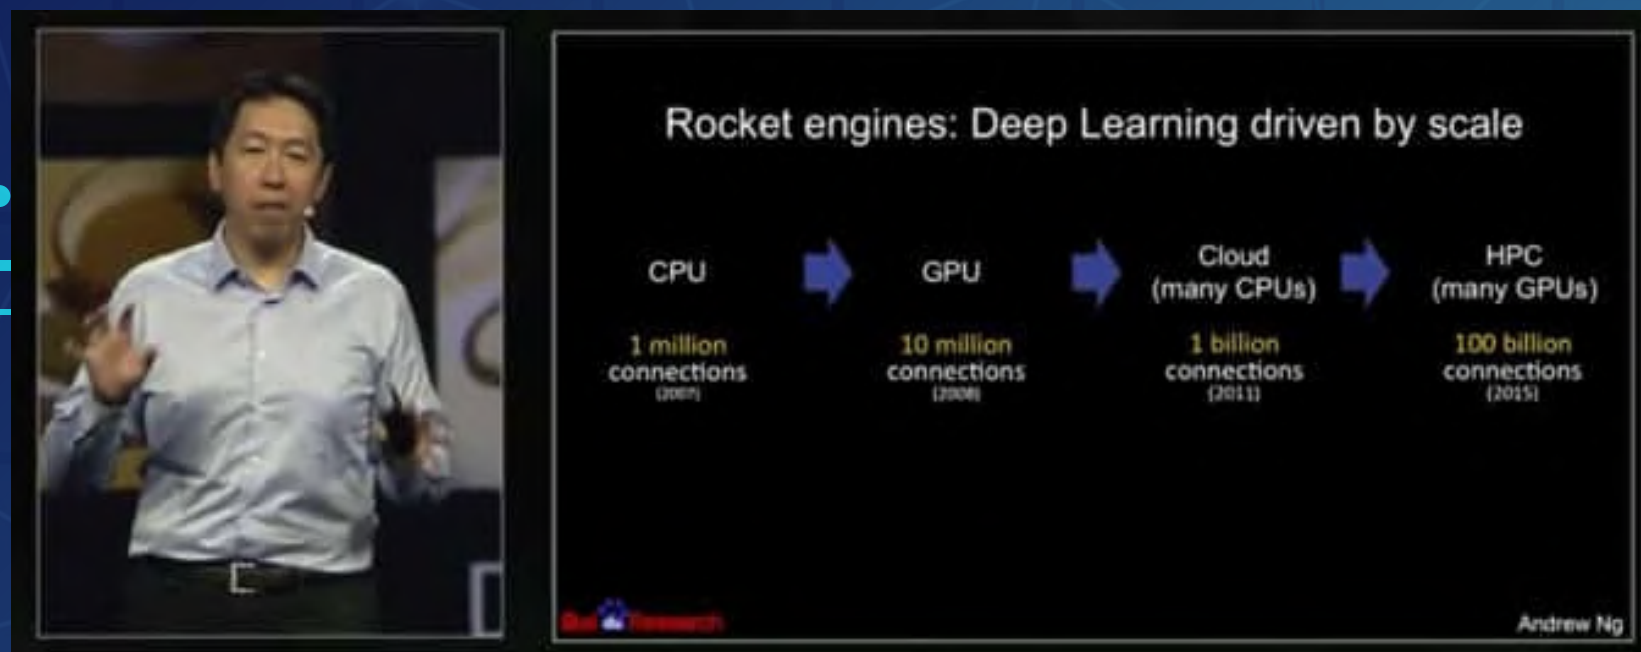 Rocket engines: Deep Learning driven by scale
CPU
1 million
connections
(2007)
GPU
10 million
connections
(2008)
Cloud
(many CPUs)
1 billion
connections
(2011)
HPC
(many GPUs)
100 billion
connections
(2015)
Research
Andrew Ng